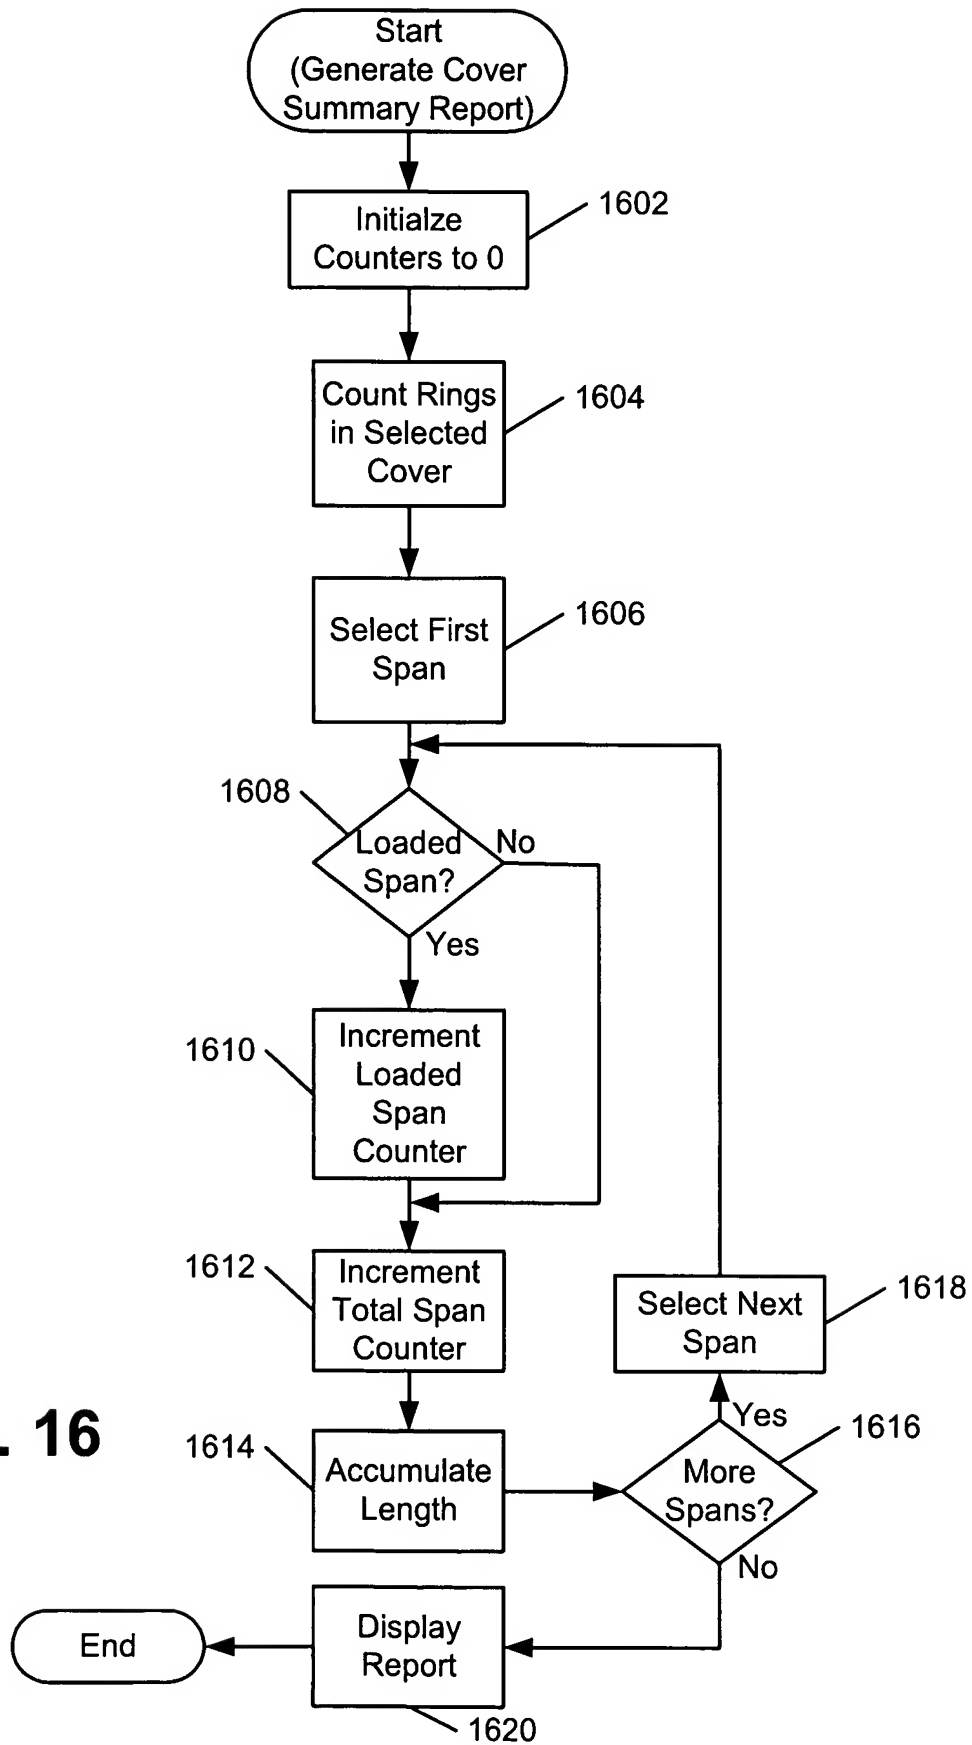 Start
(Generate Cover
Summary Report)
1602
Initialze
Counters to 0
1604
Count Rings
in Selected
Cover
1606
Select First
Span
1608
Loaded
Span?
No
Yes
1610
Increment
Loaded
Span
Counter
1612
Increment
Total Span
Counter
1618
Select Next
Span
. 16
1614
Accumulate
Length
Yes
1616
More
Spans?
No
Display
Report
End
1620